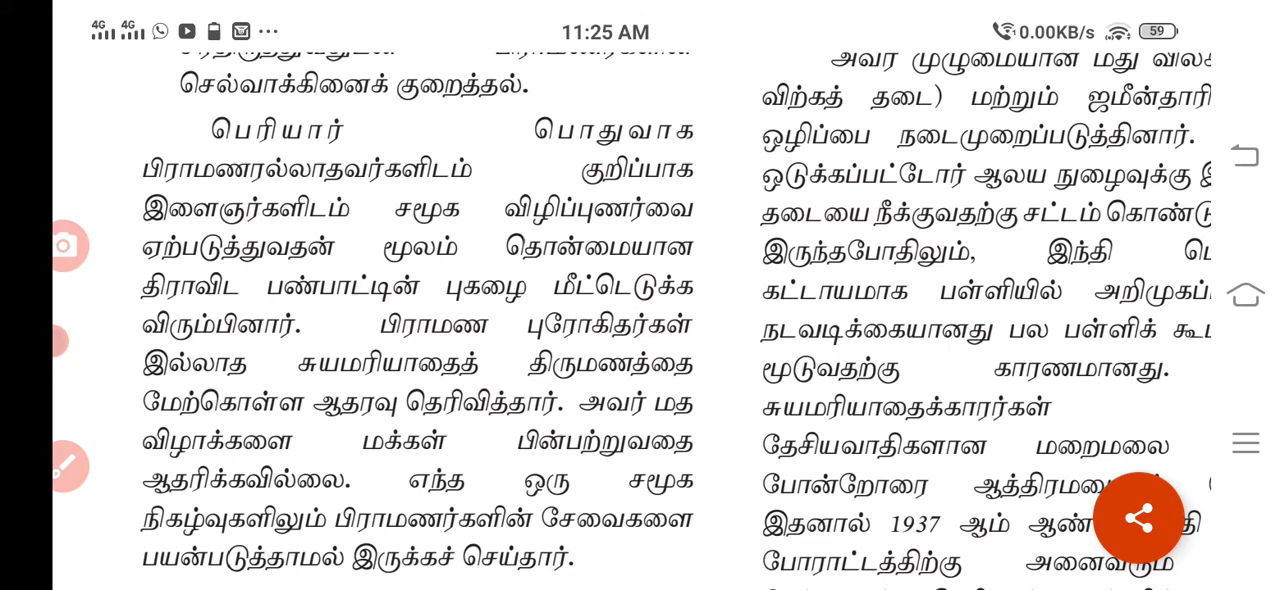 4G 4G 11:25 AM 0.00KB/s 59
செல்வாக்கினைக் குறைத்தல்.
பெரியார் பொதுவாக
பிராமணரல்லாதவர்களிடம் குறிப்பாக
இளைஞர்களிடம் சமூக விழிப்புணர்வை
ஏற்படுத்துவதன் மூலம் தொன்மையான
திராவிட பண்பாட்டின் புகழை மீட்டெடுக்க
விரும்பினார். பிராமண புரோகிதர்கள்
இல்லாத சுயமரியாதைத் திருமணத்தை
மேற்கொள்ள ஆதரவு தெரிவித்தார். அவர் மத
விழாக்களை மக்கள் பின்பற்றுவதை
ஆதரிக்கவில்லை. எந்த ஒரு சமூக
நிகழ்வுகளிலும் பிராமணர்களின் சேவைகளை
பயன்படுத்தாமல் இருக்கச் செய்தார்.
அவர் முழுமையான மது
விற்கத் தடை) மற்றும் ஜமீன்தாரி
ஒழிப்பை நடைமுறைப்படுத்தினார்.
ஒடுக்கப்பட்டோர் ஆலய நுழைவுக்கு
தடையை நீக்குவதற்கு சட்டம்
இருந்தபோதிலும், இந்தி
கட்டாயமாக பள்ளியில்
நடவடிக்கையானது பல பள்ளிக்
மூடுவதற்கு காரணமானது.
சுயமரியாதைக்காரர்கள்
தேசியவாதிகளான மறைமலை
போன்றோரை
இதனால் 1937 ஆம்
போராட்டத்திற்கு அனைவரும்